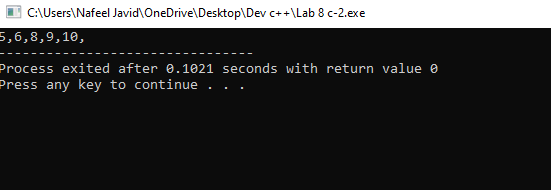 C:\Users\Nafeel Javid\OneDrive\Desktop\Dev c++\Lab 8 c-2.exe
5,6,8,9,10,
--------------------------------
Process exited after 0.1021 seconds with return value 0
Press any key to continue . . .